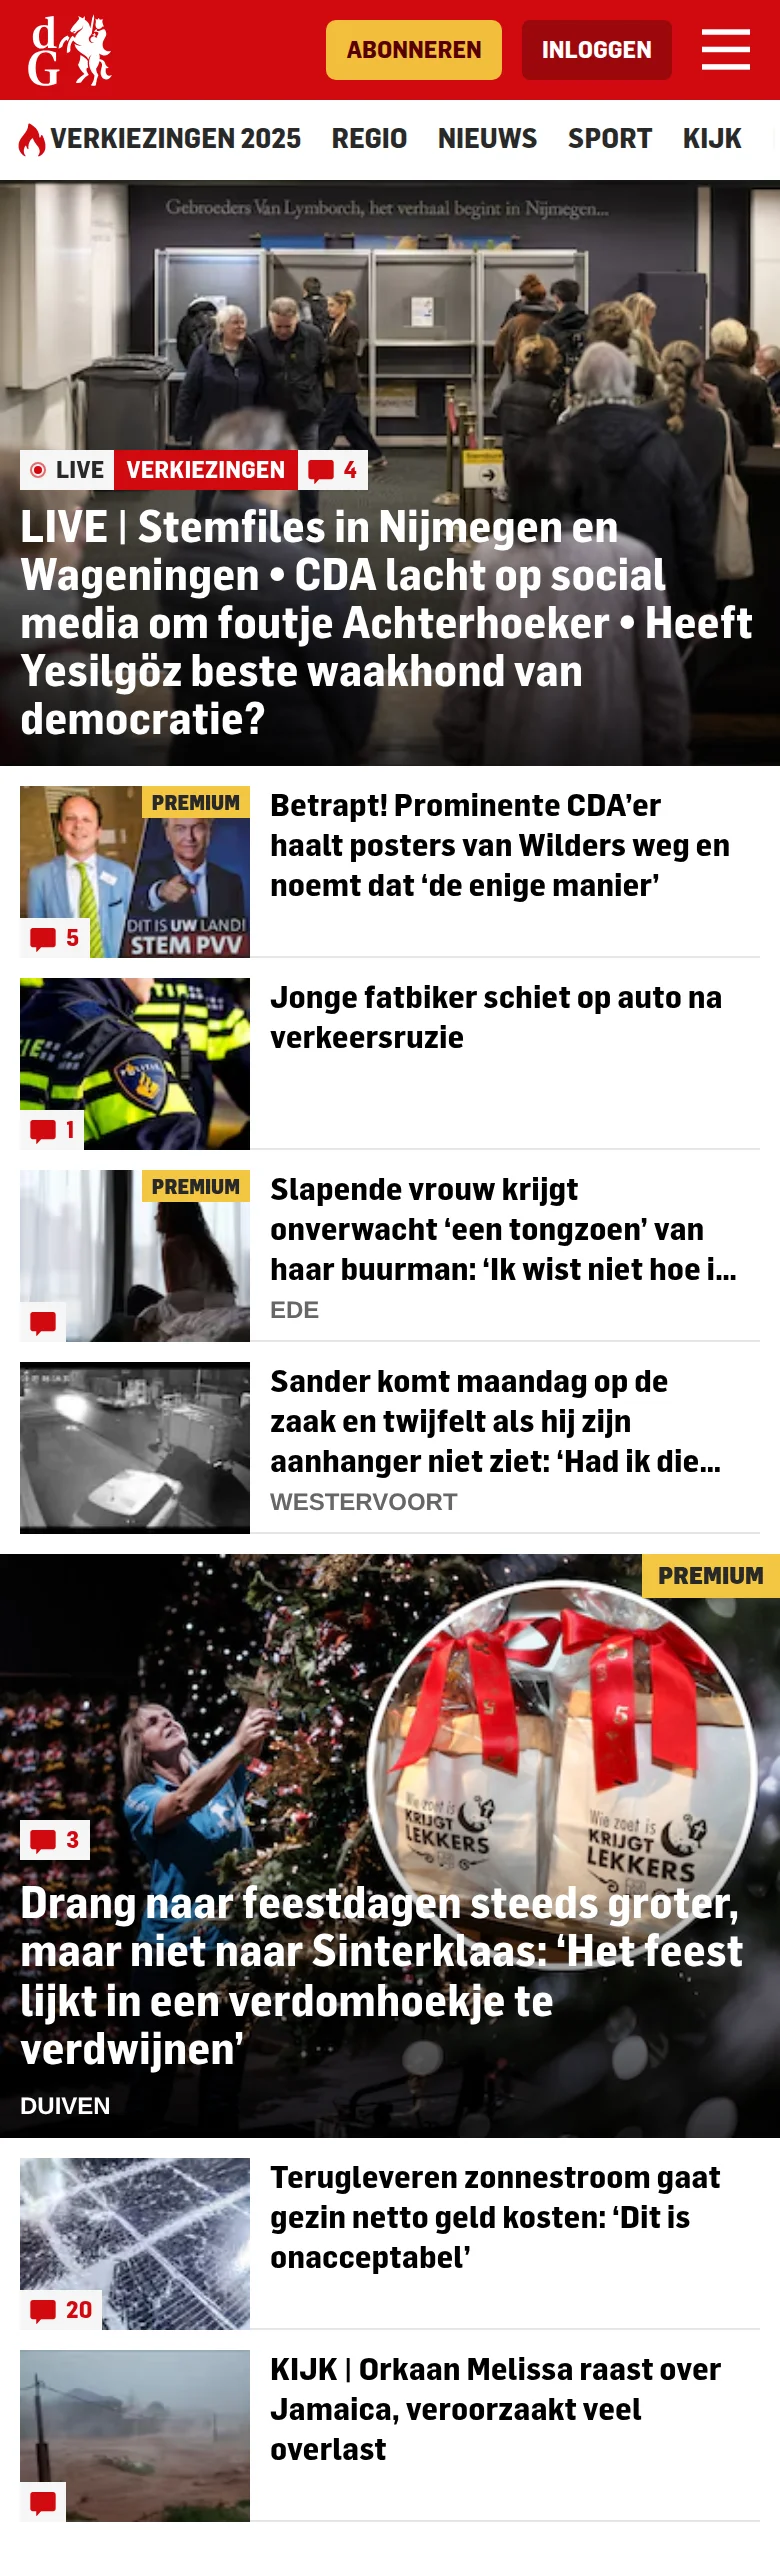 dG
ABONNEREN
INLOGGEN
VERKIEZINGEN 2025
REGIO
NIEUWS
SPORT
KIJK
Gebroeders Van Lymborch, het verhaal begint in Nijmegen...
LIVE
VERKIEZINGEN
4
LIVE | Stemfiles in Nijmegen en
Wageningen • CDA lacht op social
media om foutje Achterhoeker • Heeft
Yesilgöz beste waakhond van
democratie?
PREMIUM
DIT IS UW LAND!
STEM PVV
5
Betrapt! Prominente CDA’er
haalt posters van Wilders weg en
noemt dat ‘de enige manier’
POLITIE
1
Jonge fatbiker schiet op auto na
verkeersruzie
PREMIUM
Slapende vrouw krijgt
onverwacht ‘een tongzoen’ van
haar buurman: ‘Ik wist niet hoe i...
EDE
Sander komt maandag op de
zaak en twijfelt als hij zijn
aanhanger niet ziet: ‘Had ik die...
WESTERVOORT
PREMIUM
5
Wie zoet is
KRIJGT
LEKKERS
Wie zoet is
KRIJGT
LEKKERS
3
Drang naar feestdagen steeds groter,
maar niet naar Sinterklaas: ‘Het feest
lijkt in een verdomhoekje te
verdwijnen’
DUIVEN
20
Terugleveren zonnestroom gaat
gezin netto geld kosten: ‘Dit is
onacceptabel’
KIJK | Orkaan Melissa raast over
Jamaica, veroorzaakt veel
overlast